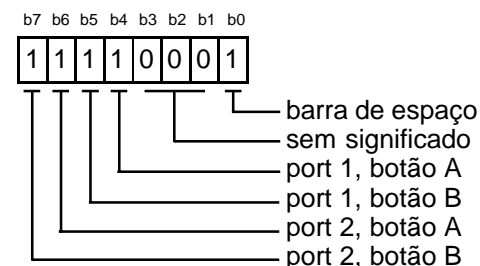 b7 b6 b5 b4 b3 b2 b1 b0
1 1 1 1 0 0 0 1
barra de espaço
sem significado
port 1, botão A
port 1, botão B
port 2, botão A
port 2, botão B